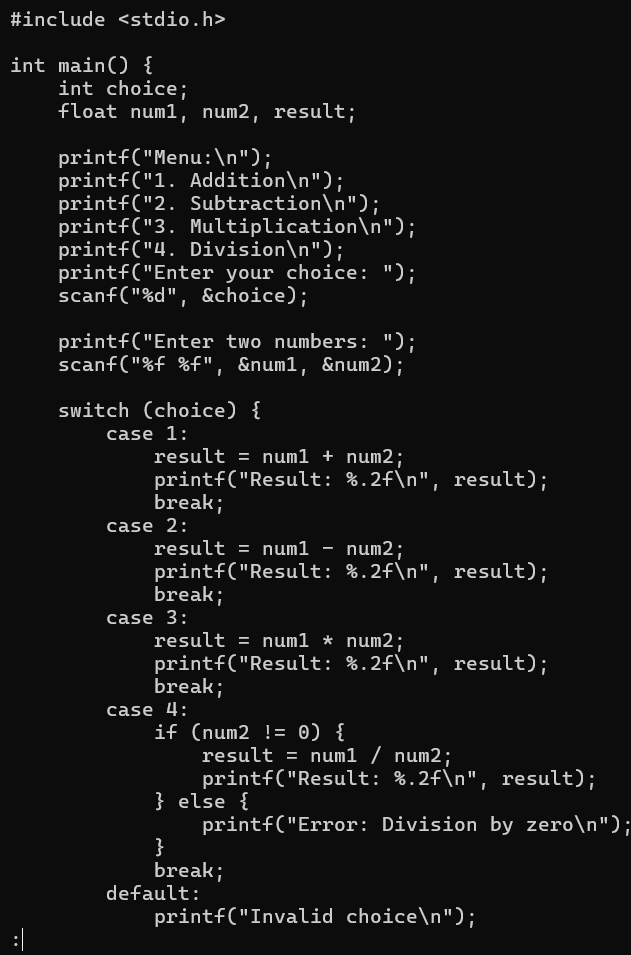 #include <stdio.h>

int main() {
    int choice;
    float num1, num2, result;

    printf("Menu:\n");
    printf("1. Addition\n");
    printf("2. Subtraction\n");
    printf("3. Multiplication\n");
    printf("4. Division\n");
    printf("Enter your choice: ");
    scanf("%d", &choice);

    printf("Enter two numbers: ");
    scanf("%f %f", &num1, &num2);

    switch (choice) {
        case 1:
            result = num1 + num2;
            printf("Result: %.2f\n", result);
            break;
        case 2:
            result = num1 - num2;
            printf("Result: %.2f\n", result);
            break;
        case 3:
            result = num1 * num2;
            printf("Result: %.2f\n", result);
            break;
        case 4:
            if (num2 != 0) {
                result = num1 / num2;
                printf("Result: %.2f\n", result);
            } else {
                printf("Error: Division by zero\n");
            }
            break;
        default:
            printf("Invalid choice\n");
: